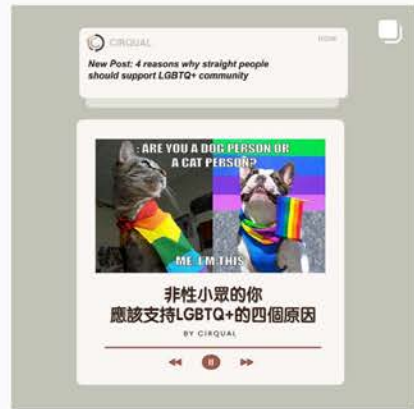 CIRQUAL
NOW
New Post: 4 reasons why straight people
should support LGBTQ+ community
: ARE YOU A DOG PERSON OR
A CAT PERSON?
ME: I'M THIS
非性小眾的你
應該支持LGBTQ+的四個原因
BY CIRQUAL